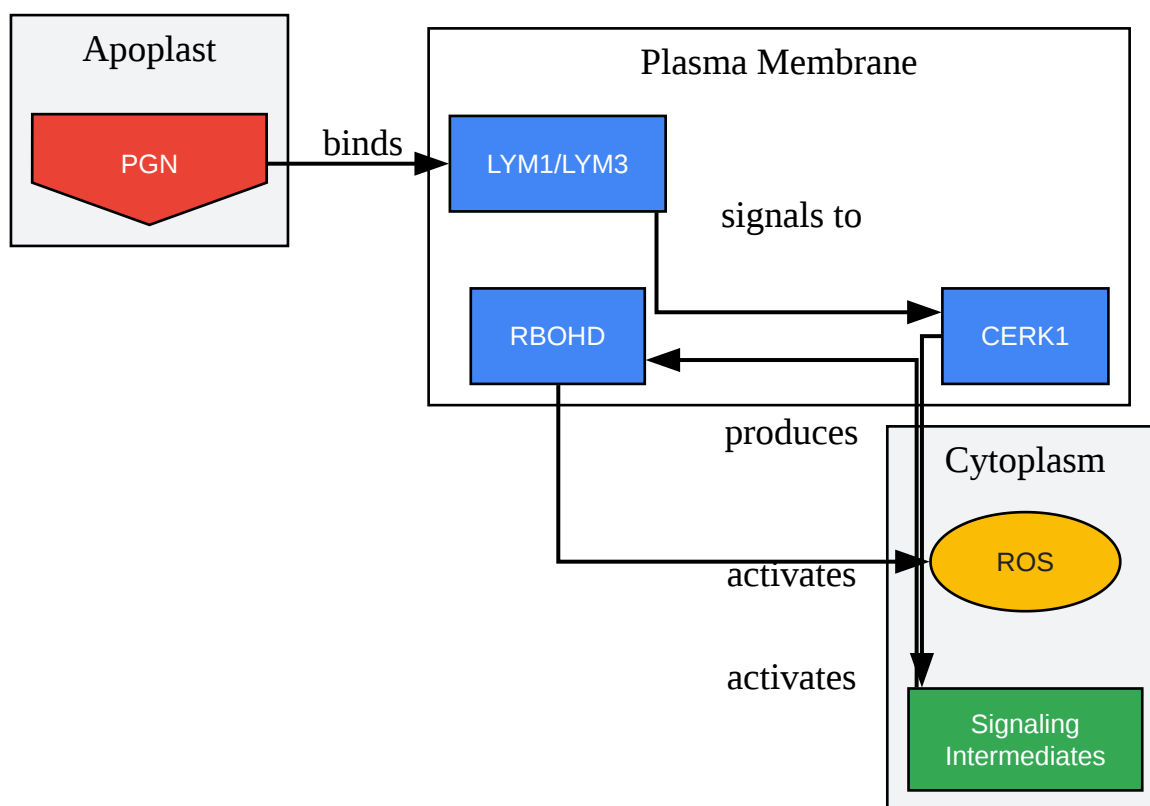 Apoplast
Plasma Membrane
PGN
binds
LYM1/LYM3
signals to
RBOHD
CERK1
produces
Cytoplasm
ROS
activates
activates
Signaling
Intermediates